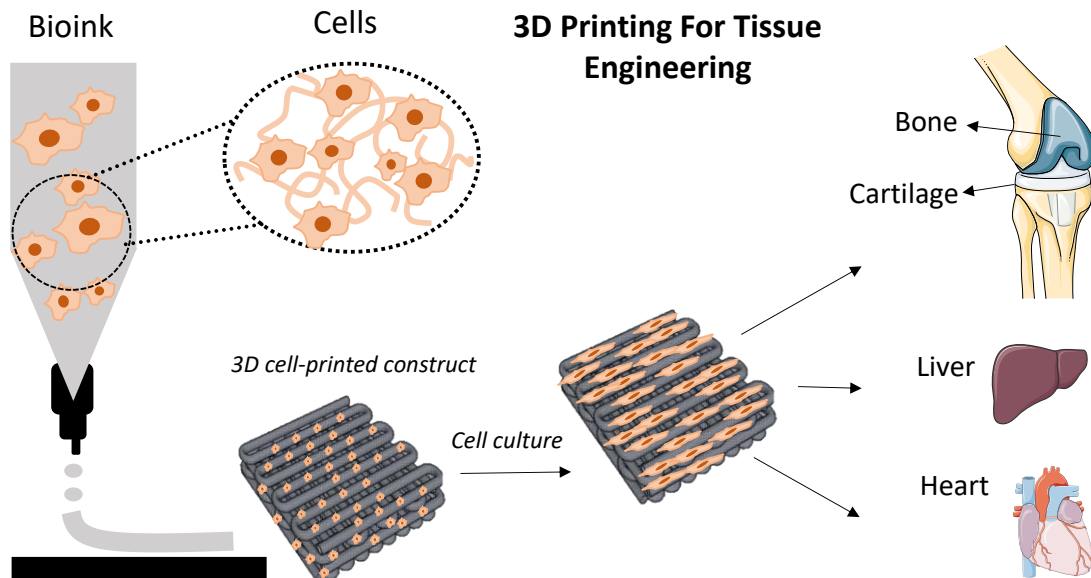 Bioink
Cells
3D Printing For Tissue
Engineering
Bone
Cartilage
3D cell-printed construct
Cell culture
Liver
Heart